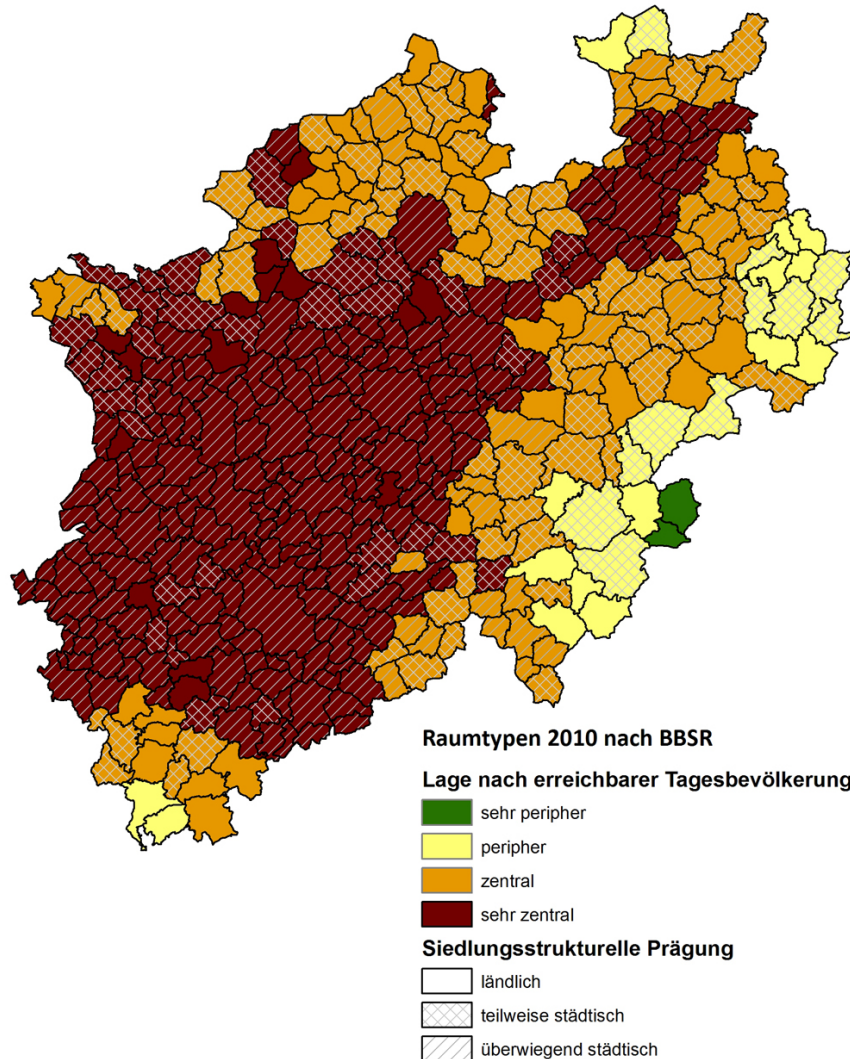 Raumtypen 2010 nach BBSR
Lage nach erreichbarer Tagesbevölkerung
sehr peripher
peripher
zentral
sehr zentral
Siedlungsstrukturelle Prägung
ländlich
teilweise städtisch
überwiegend städtisch